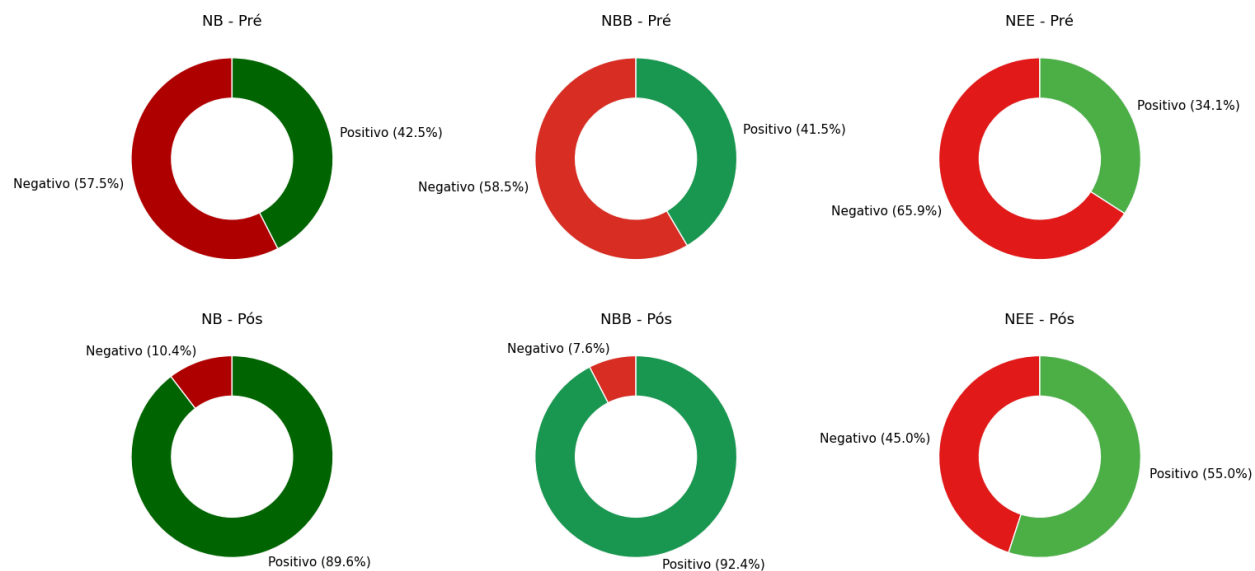 NB - Pré
NBB - Pré
NEE - Pré
Positivo (42.5%)
Negativo (57.5%)
Positivo (41.5%)
Negativo (58.5%)
Positivo (34.1%)
Negativo (65.9%)
NB - Pós
NBB - Pós
NEE - Pós
Negativo (10.4%)
Positivo (89.6%)
Negativo (7.6%)
Positivo (92.4%)
Negativo (45.0%)
Positivo (55.0%)